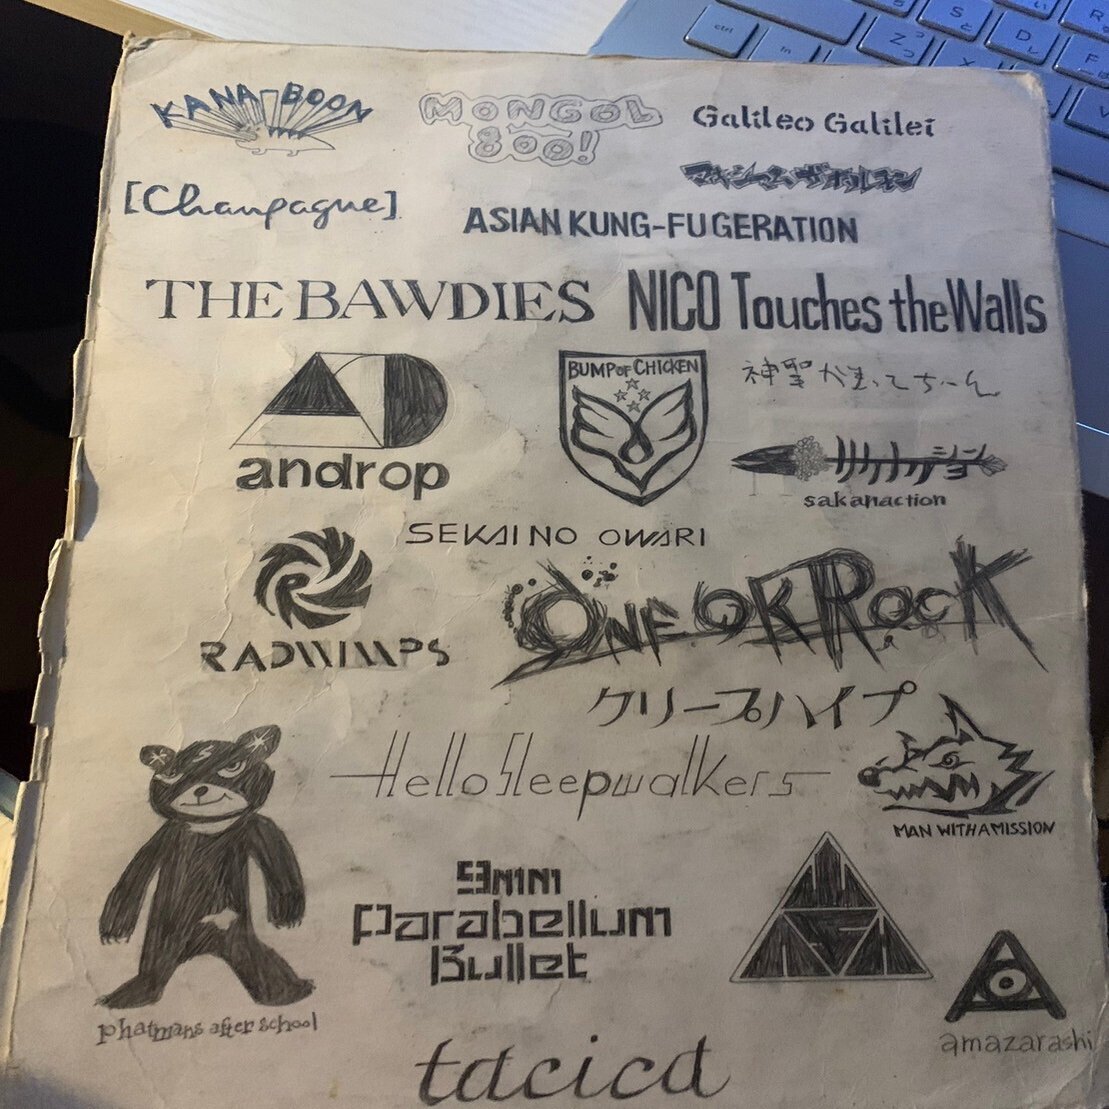 KANA-BOON
MONGOL
800!
Galileo Galilei
マキシマム ザ ホルモン
[Champagne]
ASIAN KUNG-FU GERATION
THE BAWDIES
NICO Touches the Walls
AD
androp
BUMP OF CHICKEN
神聖かまってちゃん
サカナクション
sakanaction
SEKAI NO OWARI
RADWIMPS
ONE OK ROCK
クリープハイプ
Hello Sleepwalkers
MAN WITH A MISSION
9mm
Parabellum
Bullet
phatmans after school
amazarashi
tacica
ctrl
fn
Z
S
D
X
F
R